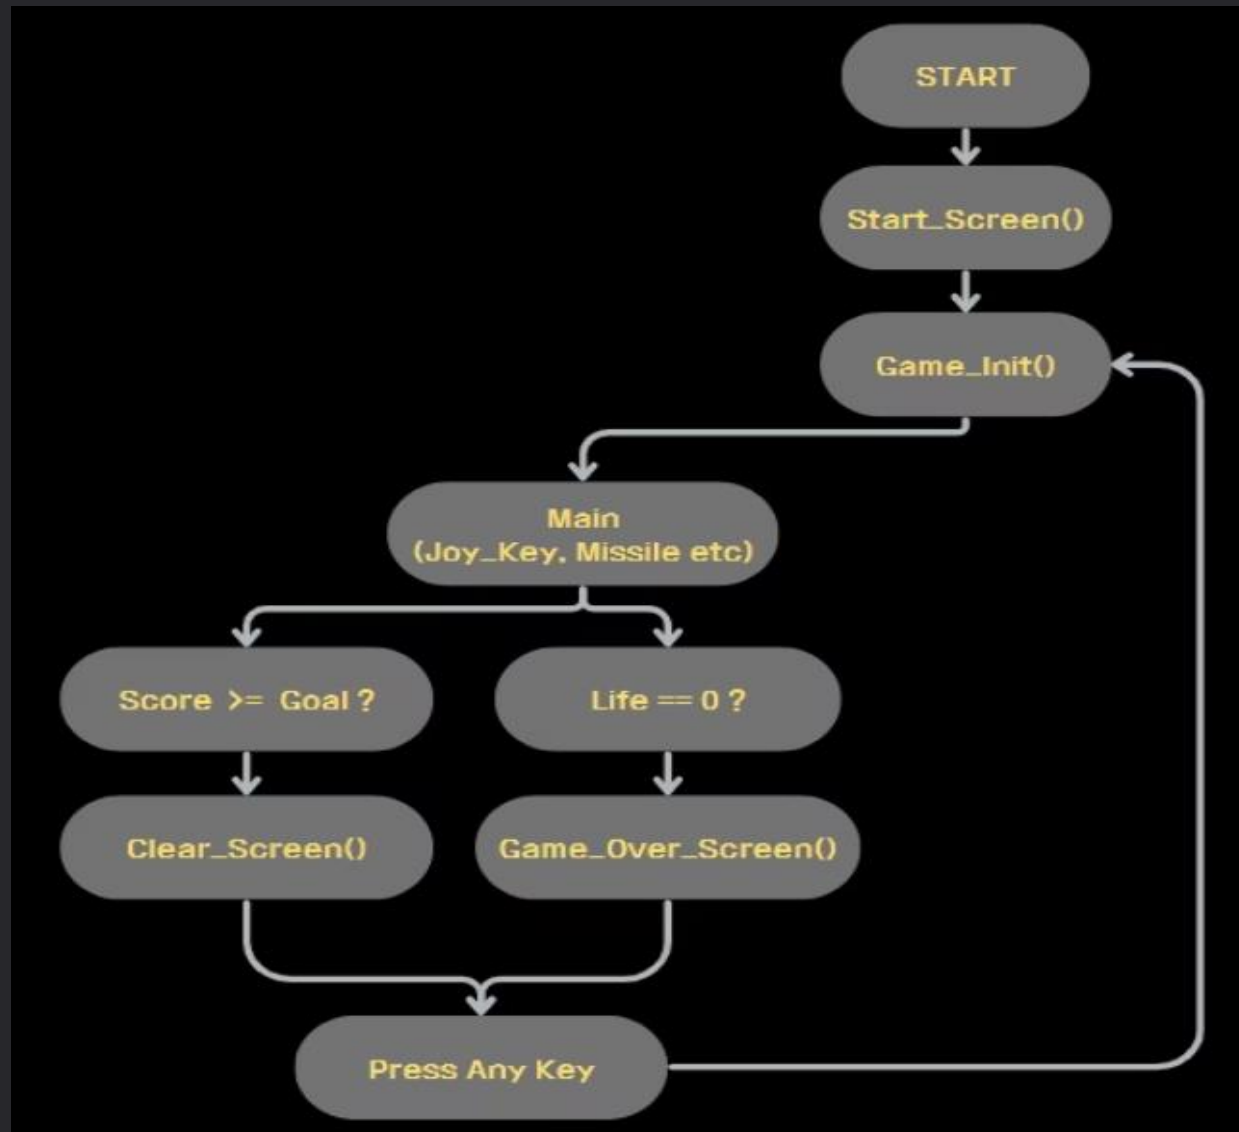 START
Start_Screen()
Game_Init()
Main
(Joy_Key, Missile etc)
Score >= Goal ?
Life == 0 ?
Clear_Screen()
Game_Over_Screen()
Press Any Key